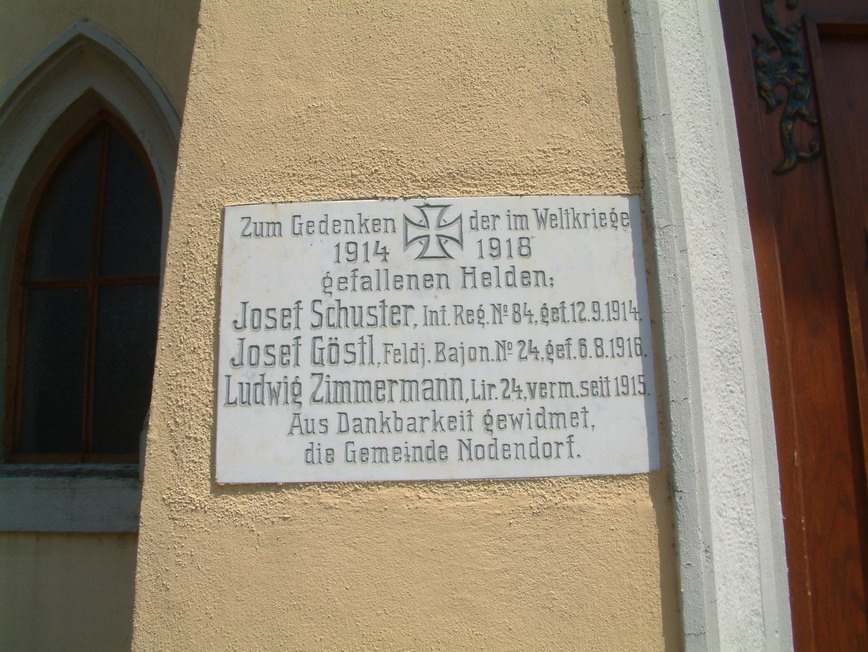 Zum Gedenken der im Weltkriege
1914 1918
gefallenen Helden:
Josef Schuster, Inf. Reg. № 84, gef. 12.9.1914.
Josef Göstl, Feldj. Bajon. № 24, gef. 6.8.1916.
Ludwig Zimmermann, Lir. 24, verm. seit 1915.
Aus Dankbarkeit gewidmet,
die Gemeinde Nodendorf.